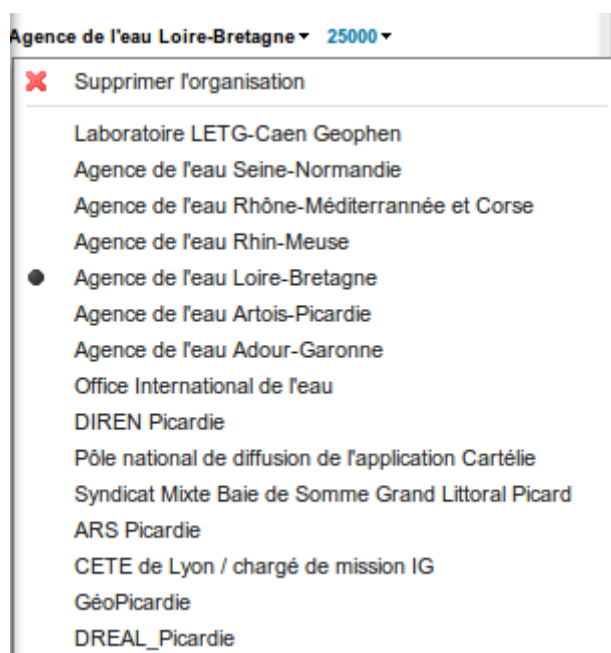 Agence de l'eau Loire-Bretagne 25000
Supprimer l'organisation
Laboratoire LETG-Caen Geophen
Agence de l'eau Seine-Normandie
Agence de l'eau Rhône-Méditerrannée et Corse
Agence de l'eau Rhin-Meuse
Agence de l'eau Loire-Bretagne
Agence de l'eau Artois-Picardie
Agence de l'eau Adour-Garonne
Office International de l'eau
DIREN Picardie
Pôle national de diffusion de l'application Cartélie
Syndicat Mixte Baie de Somme Grand Littoral Picard
ARS Picardie
CETE de Lyon / chargé de mission IG
GéoPicardie
DREAL_Picardie